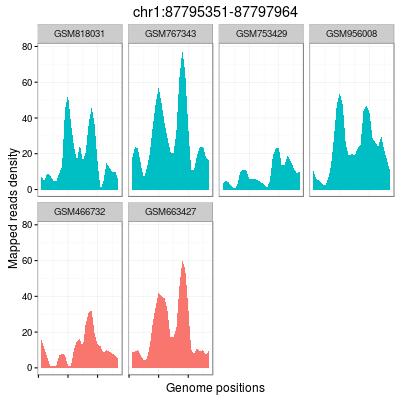 chr1:87795351-87797964
GSM818031 GSM767343 GSM753429 GSM956008
80
60
40
20
0
Mapped reads density
GSM466732 GSM663427
80
60
40
20
0
Genome positions